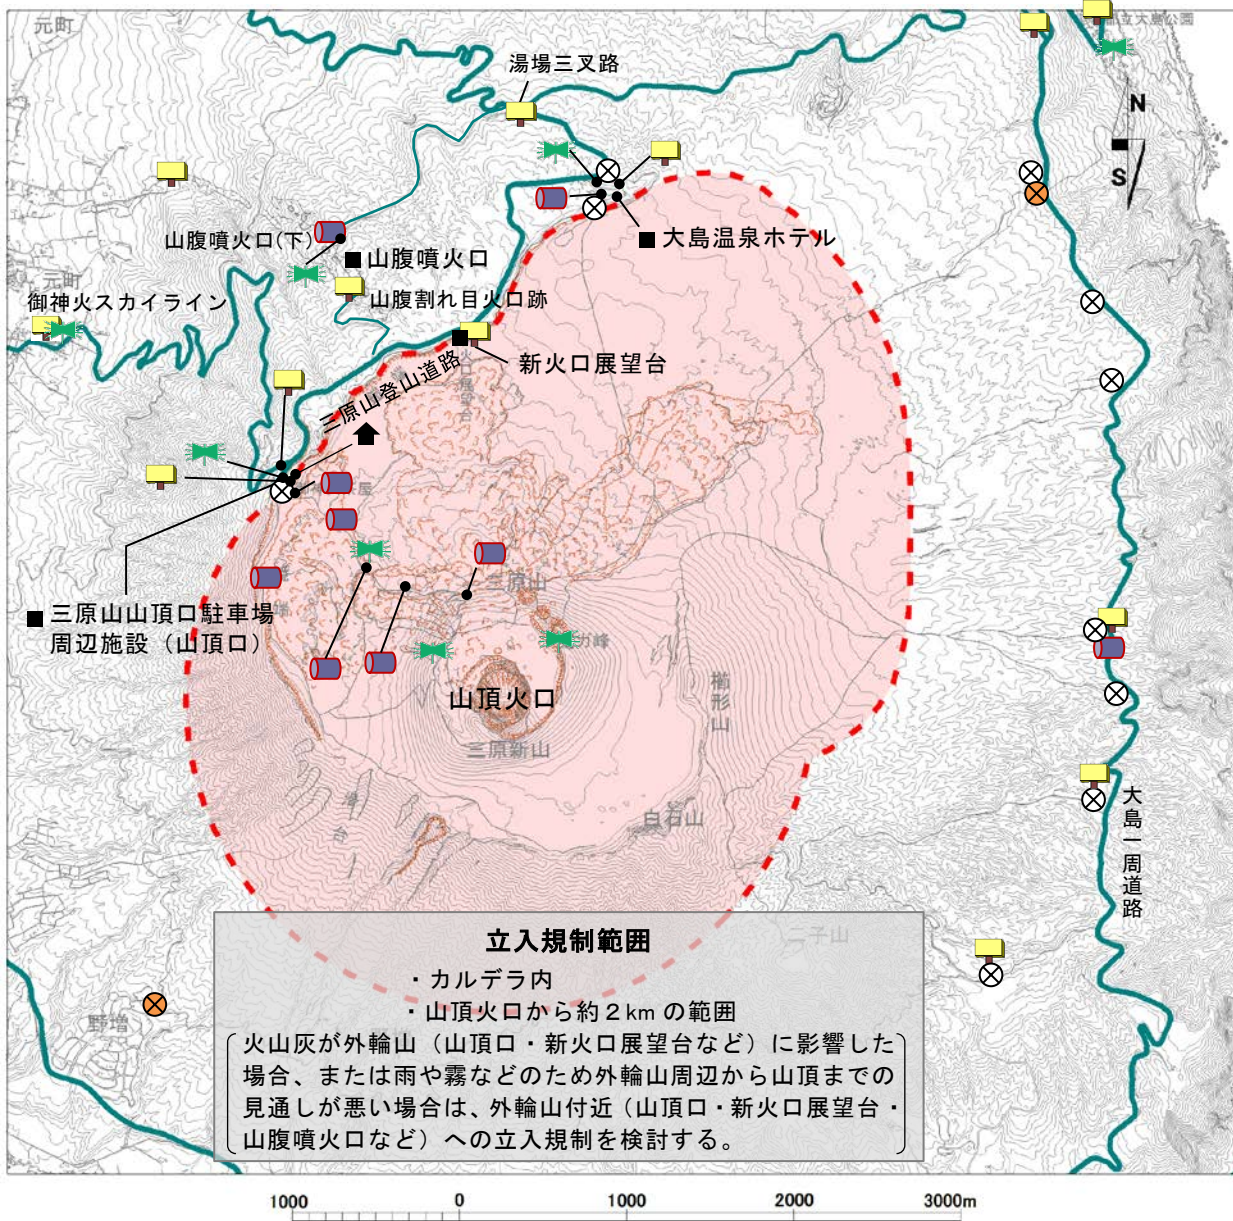 元町
都立大島公園
湯場三叉路
N
S
山腹噴火口(下)
■山腹噴火口
■大島温泉ホテル
元町
御神火スカイライン
山腹割れ目火口跡
新火口展望台
三原山登山道路
三原山
■三原山山頂口駐車場
周辺施設（山頂口）
山頂火口
櫛形山
三原新山
白石山
大島一周道路
二子山
野増
立入規制範囲
・カルデラ内
・山頂火口から約２kmの範囲
火山灰が外輪山（山頂口・新火口展望台など）に影響した
場合、または雨や霧などのため外輪山周辺から山頂までの
見通しが悪い場合は、外輪山付近（山頂口・新火口展望台・
山腹噴火口など）への立入規制を検討する。
1000 0 1000 2000 3000m